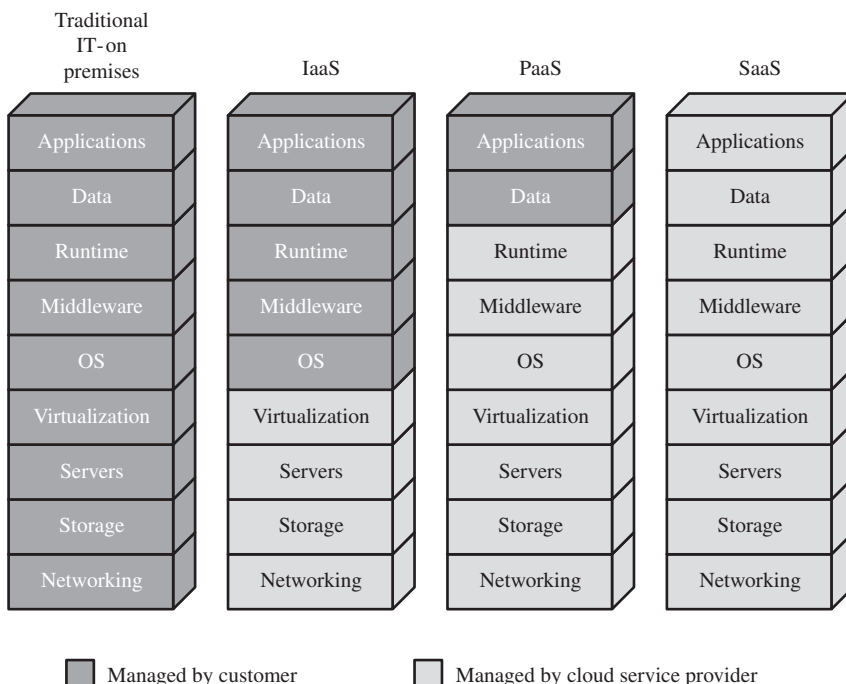 Traditional
IT-on
premises
IaaS
PaaS
SaaS
Applications
Data
Runtime
Middleware
OS
Virtualization
Servers
Storage
Networking
Applications
Data
Runtime
Middleware
OS
Virtualization
Servers
Storage
Networking
Applications
Data
Runtime
Middleware
OS
Virtualization
Servers
Storage
Networking
Applications
Data
Runtime
Middleware
OS
Virtualization
Servers
Storage
Networking
Managed by customer
Managed by cloud service provider